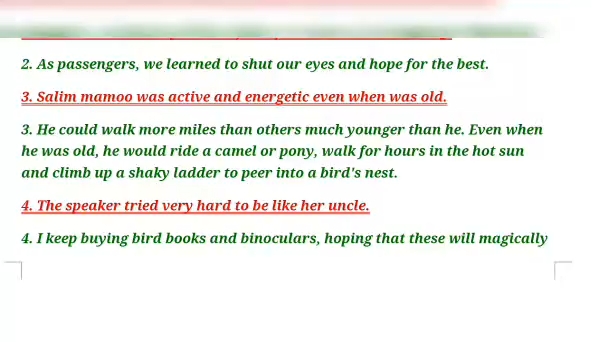 2. As passengers, we learned to shut our eyes and hope for the best.
3. Salim mamoo was active and energetic even when was old.
3. He could walk more miles than others much younger than he. Even when
he was old, he would ride a camel or pony, walk for hours in the hot sun
and climb up a shaky ladder to peer into a bird's nest.
4. The speaker tried very hard to be like her uncle.
4. I keep buying bird books and binoculars, hoping that these will magically